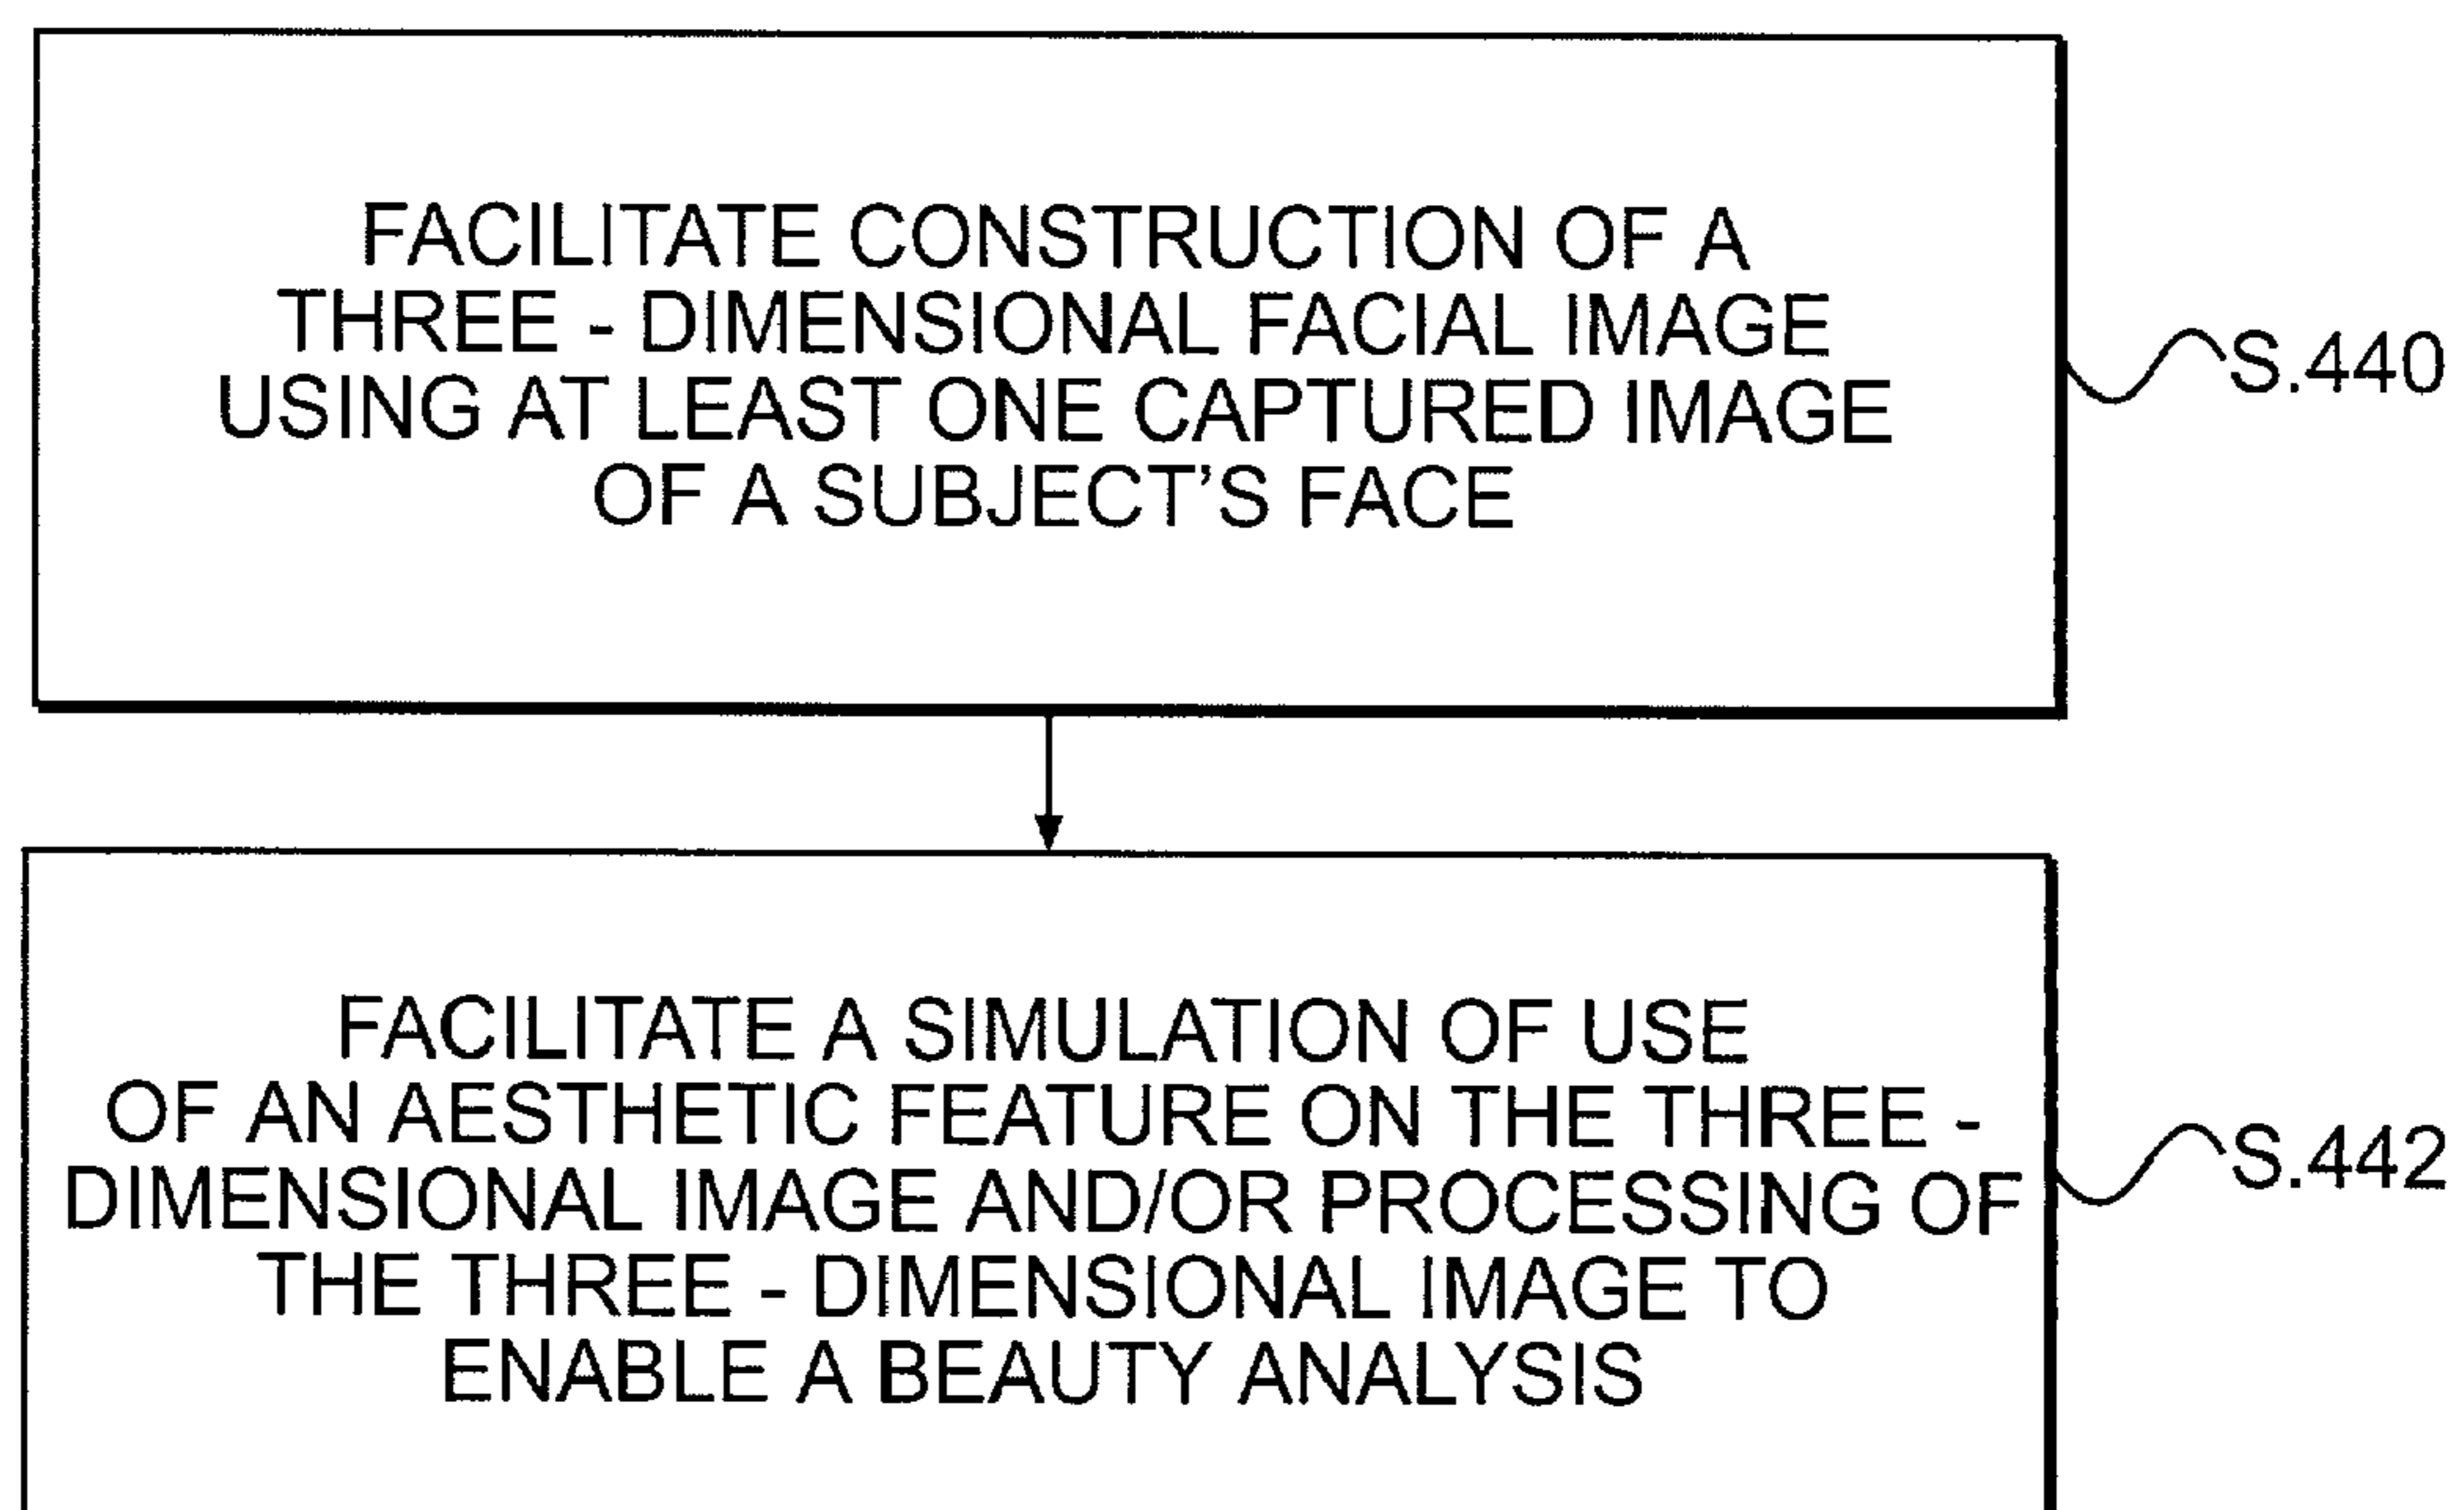 FACILITATE CONSTRUCTION OF A
THREE - DIMENSIONAL FACIAL IMAGE
USING AT LEAST ONE CAPTURED IMAGE
OF A SUBJECT'S FACE
S.440
FACILITATE A SIMULATION OF USE
OF AN AESTHETIC FEATURE ON THE THREE -
DIMENSIONAL IMAGE AND/OR PROCESSING OF
THE THREE - DIMENSIONAL IMAGE TO
ENABLE A BEAUTY ANALYSIS
S.442